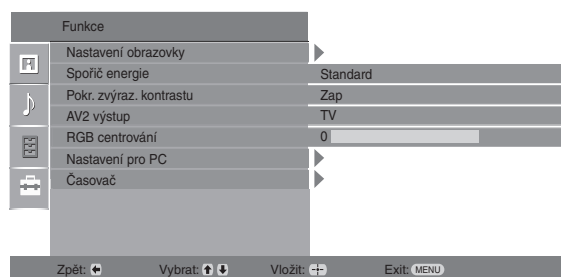 Funkce
Nastavení obrazovky
Spořič energie Standard
Pokr. zvýraz. kontrastu Zap
AV2 výstup TV
RGB centrování 0
Nastavení pro PC
Časovač
Zpět: Vybrat: Vložit: Exit: MENU